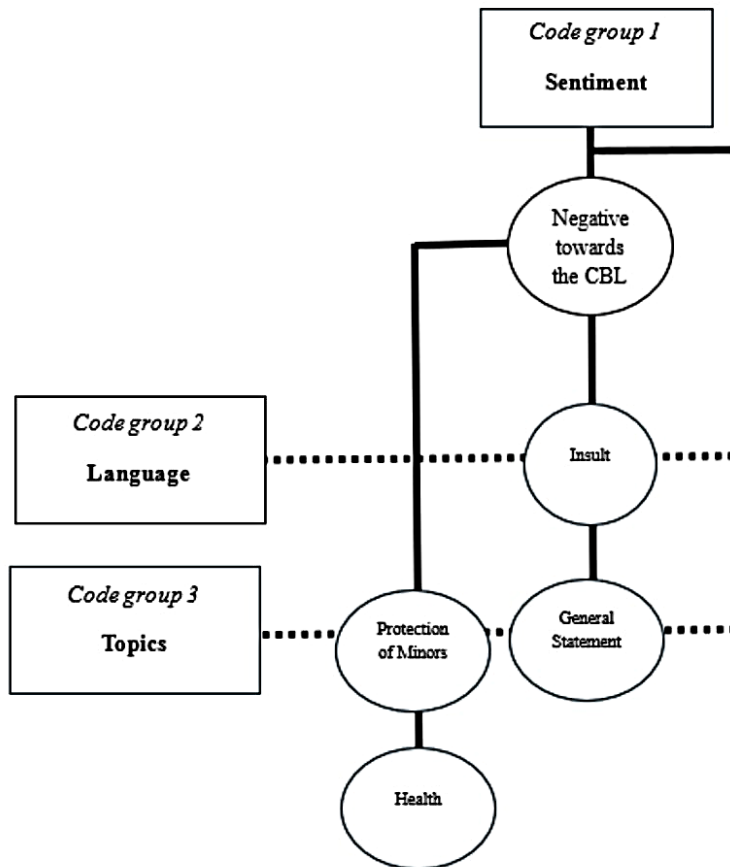 Code group 1
Sentiment
Negative
towards
the CBL
Code group 2
Language
Insult
Code group 3
Topics
Protection
of Minors
General
Statement
Health